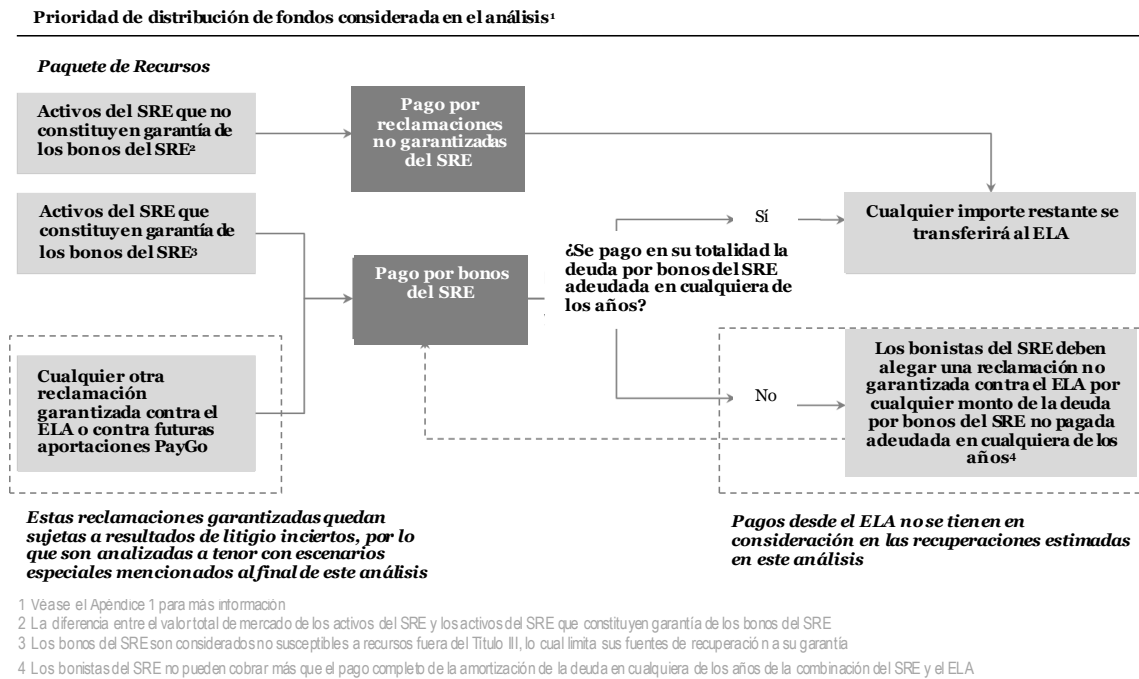 Prioridad de distribución de fondos considerada en el análisis¹
Paquete de Recursos
Activos del SRE que no
constituyen garantía de
los bonos del SRE²
Pago por
reclamaciones
no garantizadas
del SRE
Activos del SRE que
constituyen garantía de
los bonos del SRE³
Pago por bonos
del SRE
¿Se pago en su totalidad la
deuda por bonos del SRE
adeudada en cualquiera de
los años?
Sí
Cualquier importe restante se
transferirá al ELA
Cualquier otra
reclamación
garantizada contra el
ELA o contra futuras
aportaciones PayGo
No
Los bonistas del SRE deben
alegar una reclamación no
garantizada contra el ELA por
cualquier monto de la deuda
por bonos del SRE no pagada
adeudada en cualquiera de los
años⁴
Estas reclamaciones garantizadas quedan
sujetas a resultados de litigio inciertos, por lo
que son analizadas a tenor con escenarios
especiales mencionados al final de este análisis
Pagos desde el ELA no se tienen en
consideración en las recuperaciones estimadas
en este análisis
1 Véase el Apéndice 1 para más información
2 La diferencia entre el valor total de mercado de los activos del SRE y los activos del SRE que constituyen garantía de los bonos del SRE
3 Los bonos del SRE son considerados no susceptibles a recursos fuera del Título III, lo cual limita sus fuentes de recuperación a su garantía
4 Los bonistas del SRE no pueden cobrar más que el pago completo de la amortización de la deuda en cualquiera de los años de la combinación del SRE y el ELA